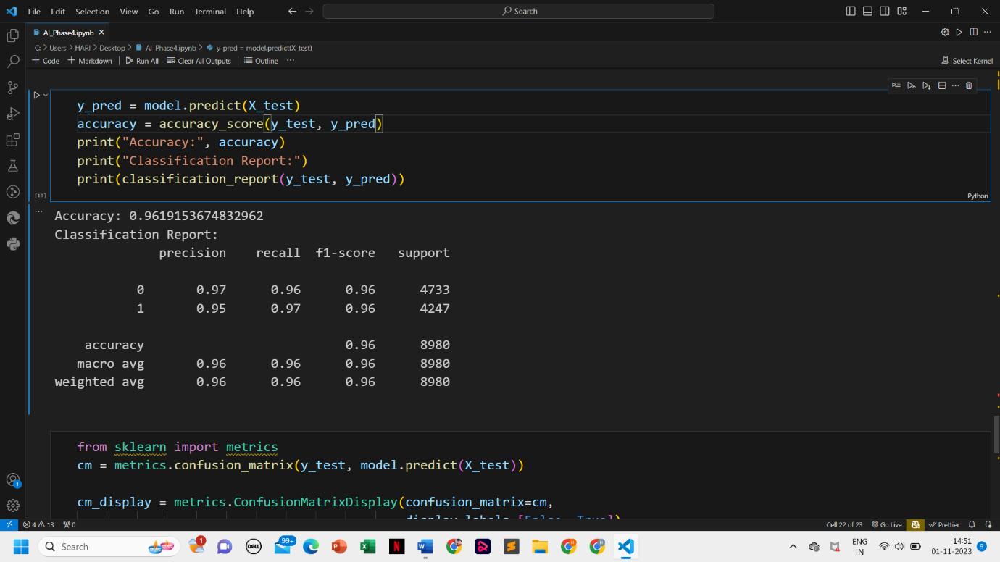 File Edit Selection View Go Run Terminal Help
Search
AI_Phase4.ipynb
C: > Users > HARI > Desktop > AI_Phase4.ipynb > y_pred = model.predict(X_test)
+ Code + Markdown | Run All Clear All Outputs | Outline ...
Select Kernel
y_pred = model.predict(X_test)
accuracy = accuracy_score(y_test, y_pred)
print("Accuracy:", accuracy)
print("Classification Report:")
print(classification_report(y_test, y_pred))
[19]
Python
Accuracy: 0.9619153674832962
Classification Report:
precision recall f1-score support
0 0.97 0.96 0.96 4733
1 0.95 0.97 0.96 4247
accuracy 0.96 8980
macro avg 0.96 0.96 0.96 8980
weighted avg 0.96 0.96 0.96 8980
from sklearn import metrics
cm = metrics.confusion_matrix(y_test, model.predict(X_test))
cm_display = metrics.ConfusionMatrixDisplay(confusion_matrix=cm,
1
4 13 0
Cell 22 of 23 Go Live Prettier
Search
1
DELL
99+
ENG
IN
14:51
01-11-2023
9